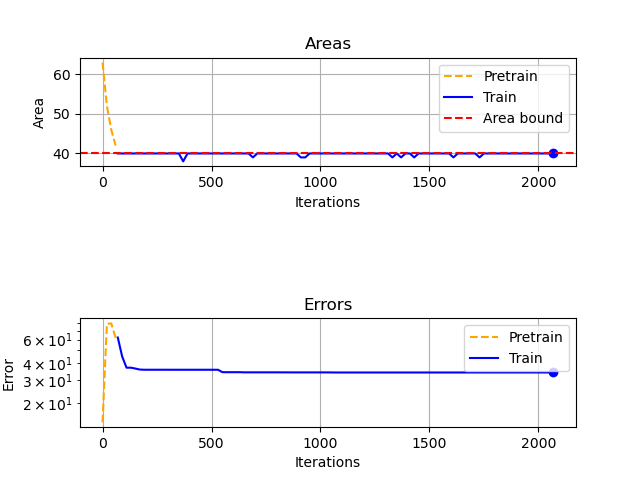 Areas
60
50
40
Area
Pretrain
Train
Area bound
0 500 1000 1500 2000
Iterations
Errors
6 × 10¹
4 × 10¹
3 × 10¹
2 × 10¹
Error
Pretrain
Train
0 500 1000 1500 2000
Iterations